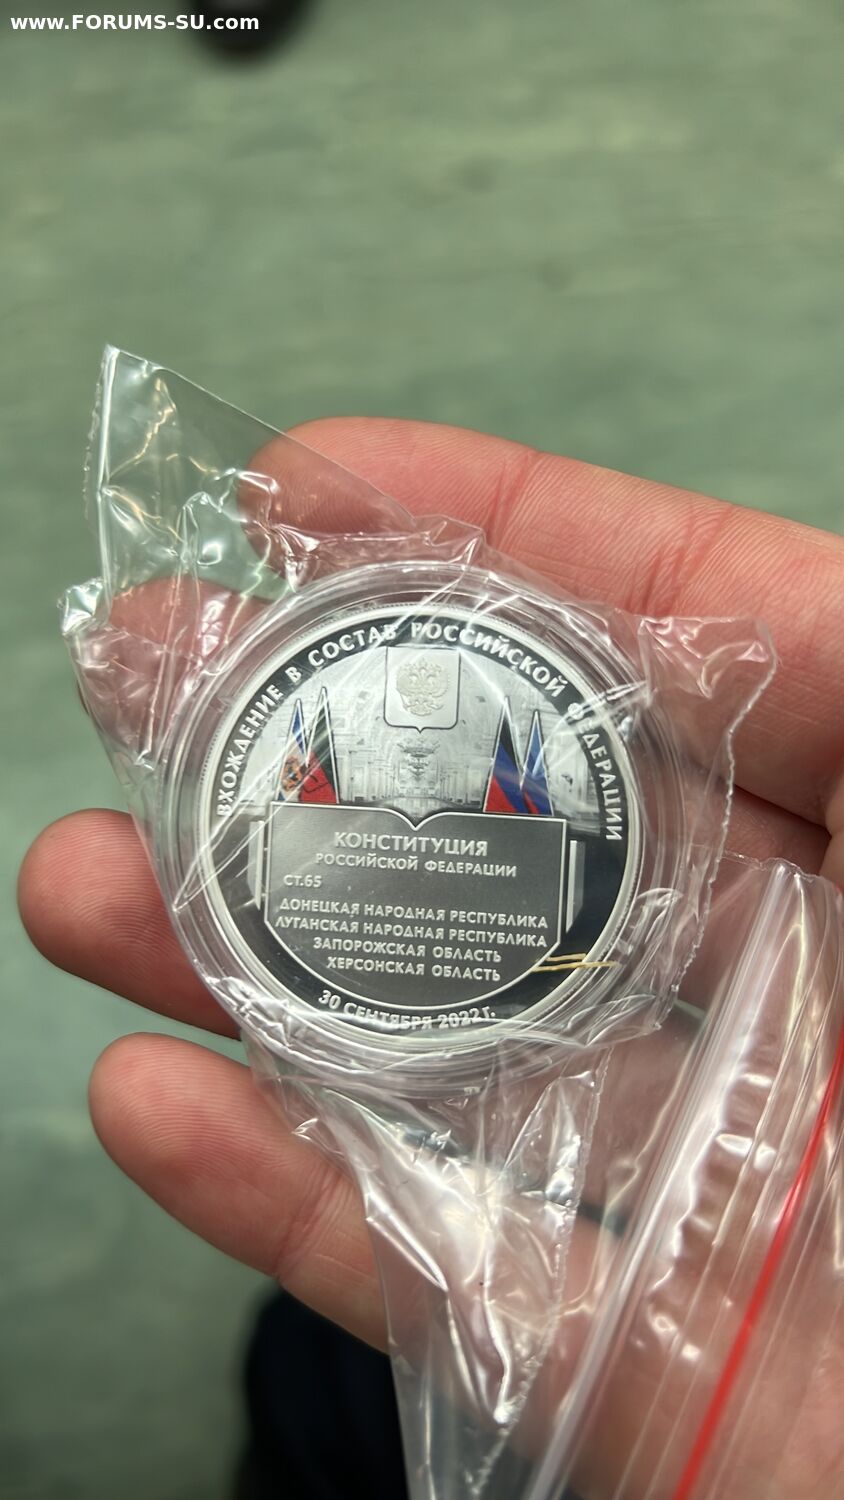 www.FORUMS-SU.com
ВХОЖДЕНИЕ В СОСТАВ РОССИЙСКОЙ ФЕДЕРАЦИИ
КОНСТИТУЦИЯ
РОССИЙСКОЙ ФЕДЕРАЦИИ
СТ.65
ДОНЕЦКАЯ НАРОДНАЯ РЕСПУБЛИКА
ЛУГАНСКАЯ НАРОДНАЯ РЕСПУБЛИКА
ЗАПОРОЖСКАЯ ОБЛАСТЬ
ХЕРСОНСКАЯ ОБЛАСТЬ
30 СЕНТЯБРЯ 2022 Г.